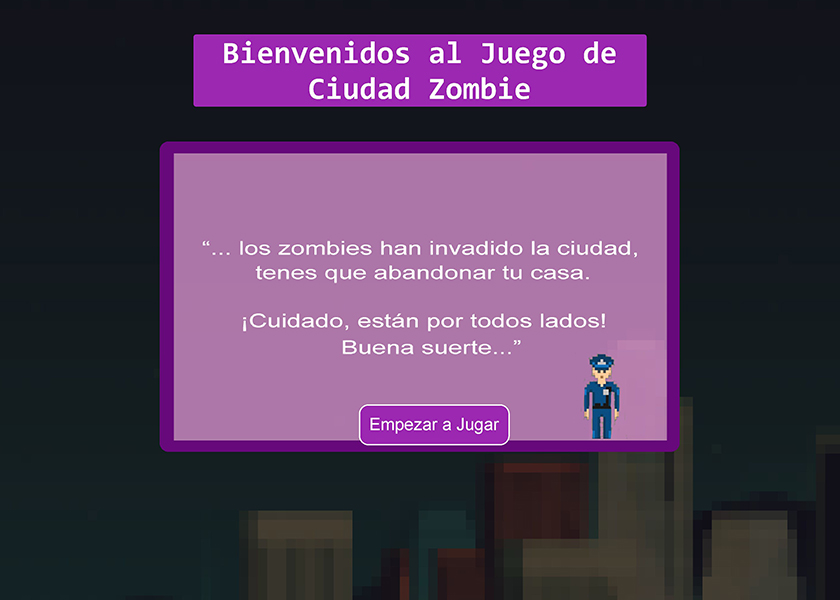 Bienvenidos al Juego de
Ciudad Zombie
“... los zombies han invadido la ciudad,
tenes que abandonar tu casa.
¡Cuidado, están por todos lados!
Buena suerte...”
Empezar a Jugar